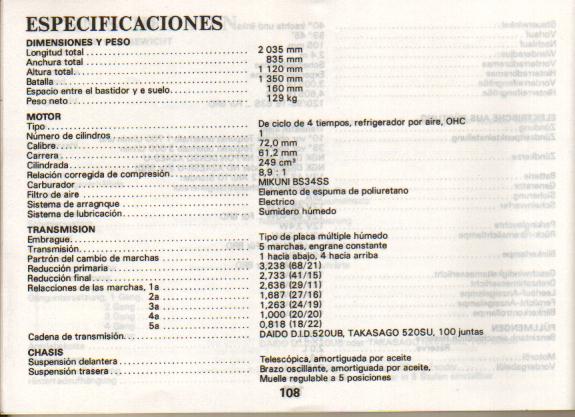 ESPECIFICACIONES
DIMENSIONES Y PESO
Longitud total 2 035 mm
Anchura total 835 mm
Altura total 1 120 mm
Batalla 1 350 mm
Espacio entre el bastidor y e suelo 160 mm
Peso neto 129 kg
MOTOR
Tipo De ciclo de 4 tiempos, refrigerador por aire, OHC
Número de cilindros 1
Calibre 72,0 mm
Carrera 61,2 mm
Cilindrada 249 cm³
Relación corregida de compresión 8,9 : 1
Carburador MIKUNI BS34SS
Filtro de aire Elemento de espuma de poliuretano
Sistema de arragnque Electrico
Sistema de lubricación Sumidero húmedo
TRANSMISION
Embrague Tipo de placa múltiple húmedo
Transmisión 5 marchas, engrane constante
Partrón del cambio de marchas 1 hacia abajo, 4 hacia arriba
Reducción primaria 3,238 (68/21)
Reducción final 2,733 (41/15)
Relacciones de las marchas, 1a 2,636 (29/11)
2a 1,687 (27/16)
3a 1,263 (24/19)
4a 1,000 (20/20)
5a 0,818 (18/22)
Cadena de transmisión DAIDO D.I.D 520UB, TAKASAGO 520SU, 100 juntas
CHASIS
Suspensión delantera Telescópica, amortiguada por aceite
Suspensión trasera Brazo oscillante, amortiguada por aceite,
Muelle regulable a 5 posiciones
108